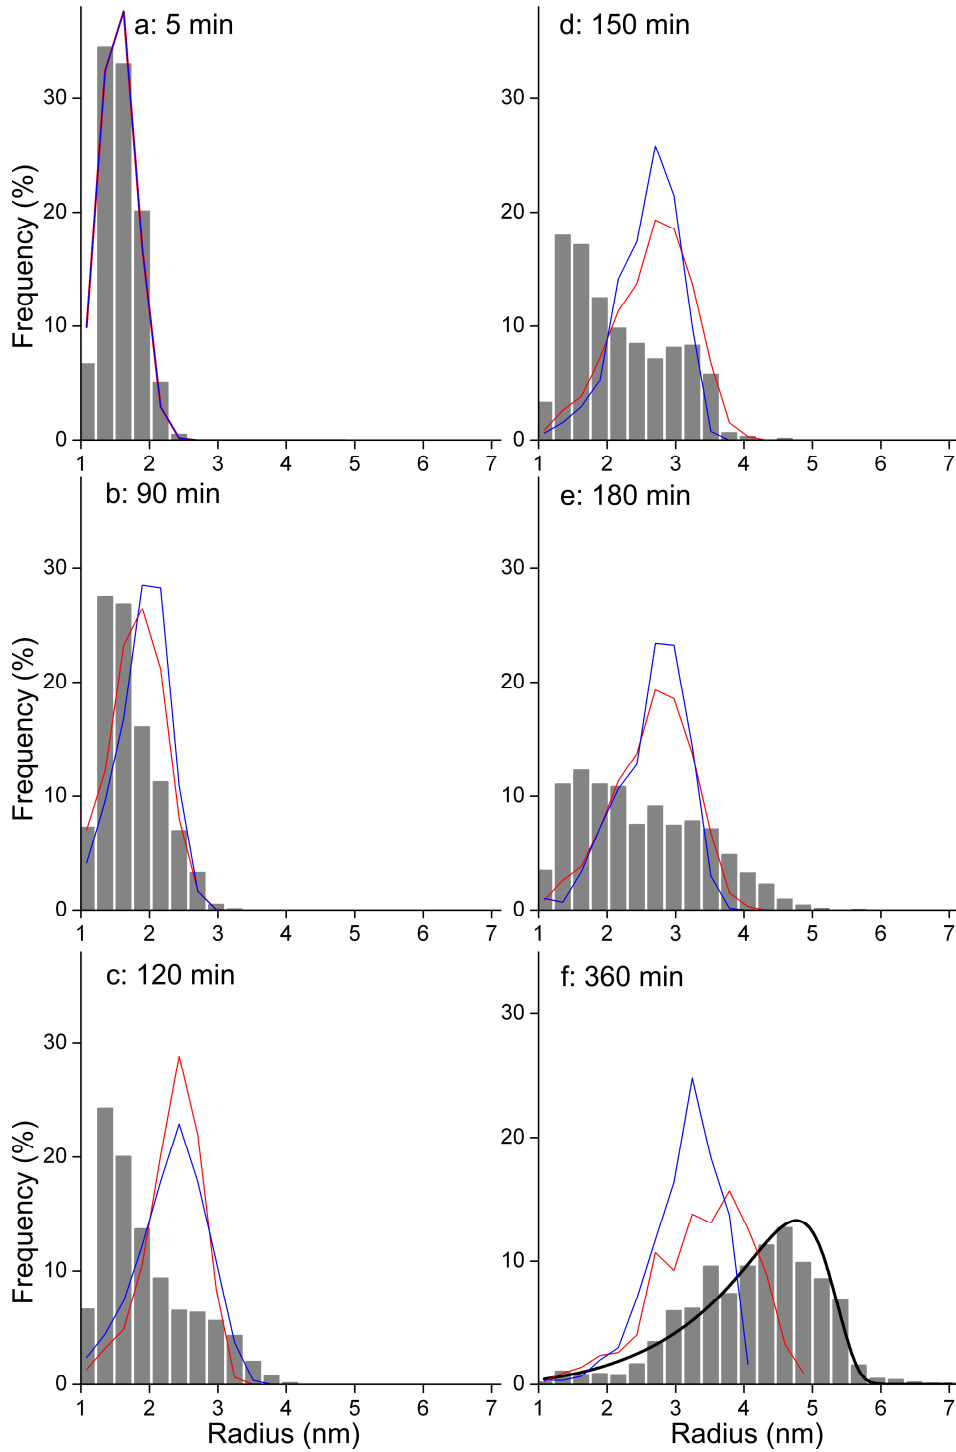 a: 5 min
Frequency (%)
30
20
10
0
1 2 3 4 5 6 7
d: 150 min
30
20
10
0
1 2 3 4 5 6 7
b: 90 min
Frequency (%)
30
20
10
0
1 2 3 4 5 6 7
e: 180 min
30
20
10
0
1 2 3 4 5 6 7
c: 120 min
Frequency (%)
30
20
10
0
1 2 3 4 5 6 7
Radius (nm)
f: 360 min
30
20
10
0
1 2 3 4 5 6 7
Radius (nm)